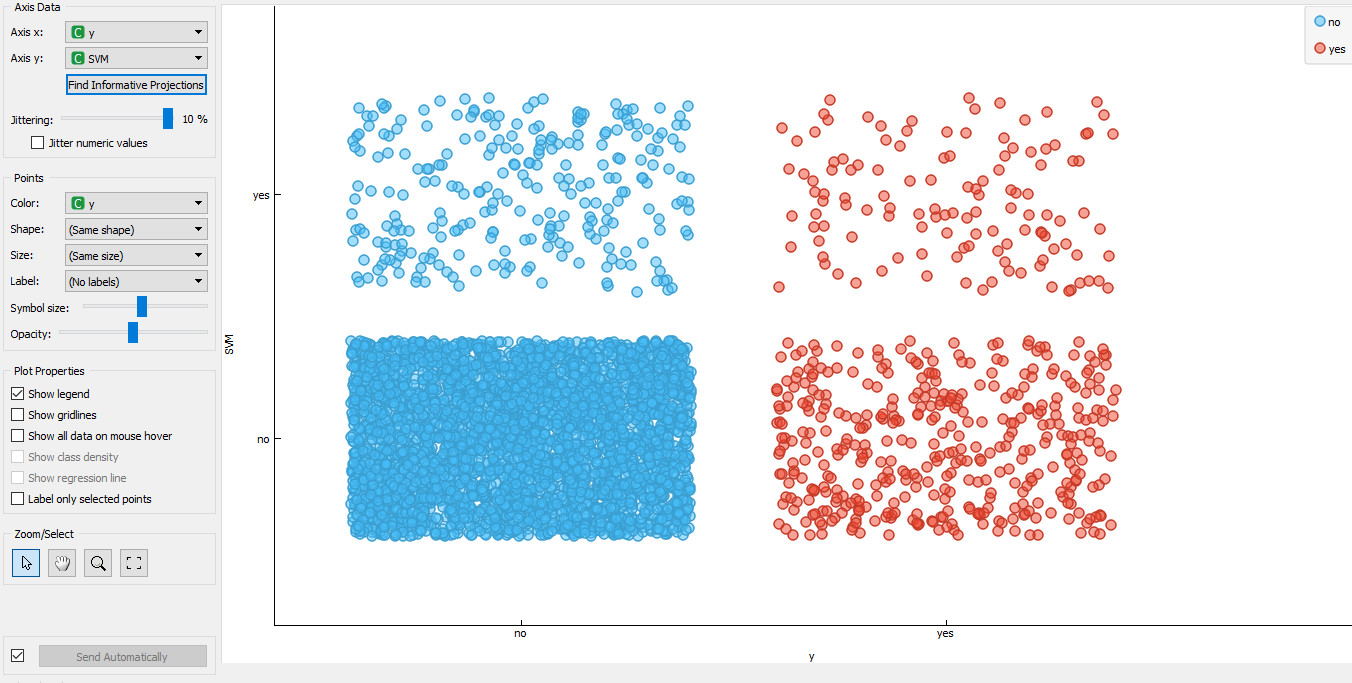 Axis Data
Axis x: C y
Axis y: C SVM
Find Informative Projections
Jittering: 10 %
Jitter numeric values
Points
Color: C y
Shape: (Same shape)
Size: (Same size)
Label: (No labels)
Symbol size:
Opacity:
Plot Properties
Show legend
Show gridlines
Show all data on mouse hover
Show class density
Show regression line
Label only selected points
Zoom/Select
Send Automatically
no
yes
yes
no
SVM
no
yes
y